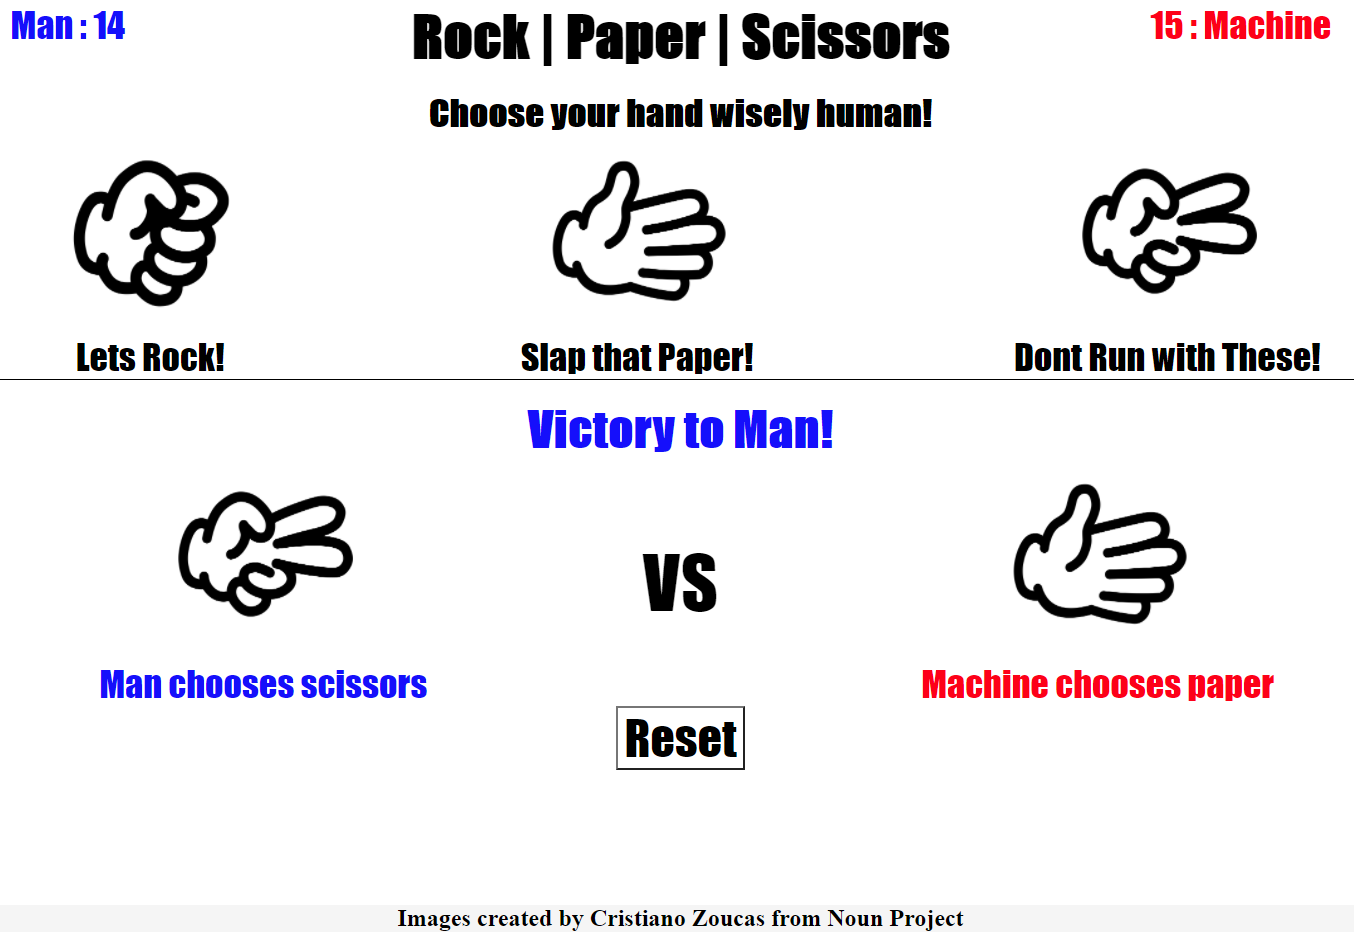 Man : 14
Rock | Paper | Scissors
15 : Machine
Choose your hand wisely human!
Lets Rock!
Slap that Paper!
Dont Run with These!
Victory to Man!
VS
Man chooses scissors
Machine chooses paper
Reset
Images created by Cristiano Zoucas from Noun Project